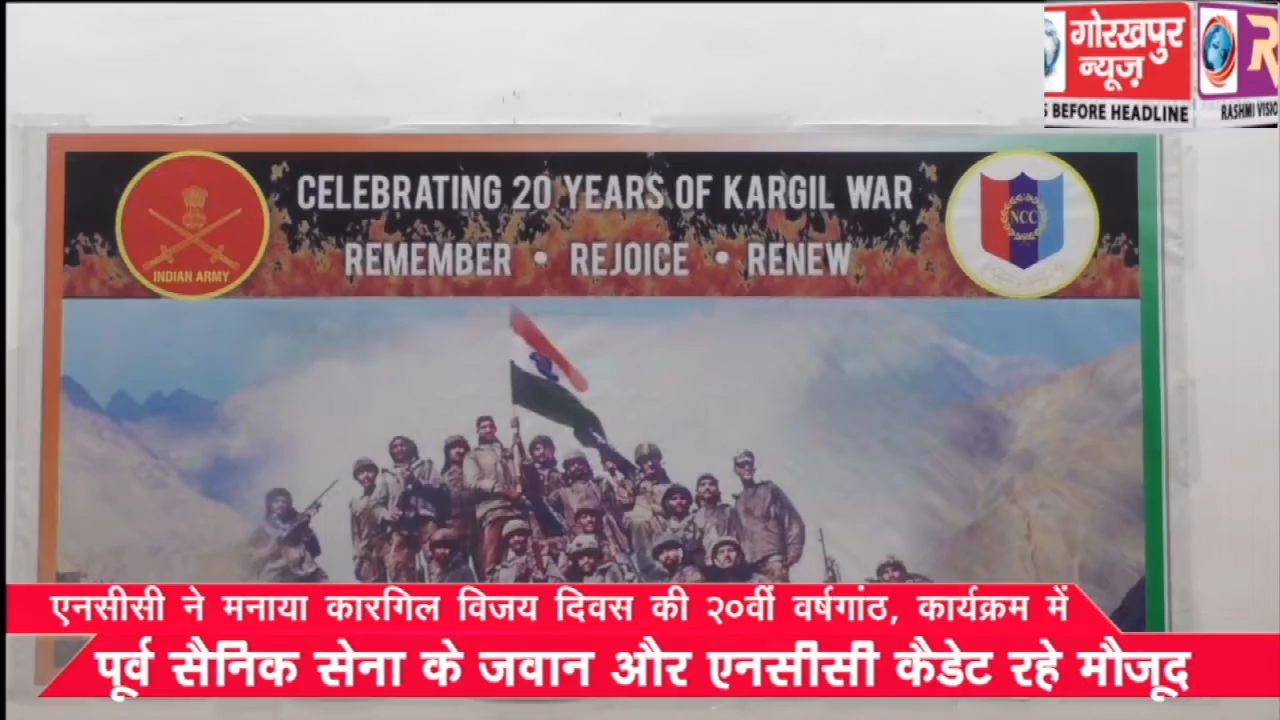 गोरखपुर
न्यूज़
BEFORE HEADLINE
RASHMI
CELEBRATING 20 YEARS OF KARGIL WAR
REMEMBER • REJOICE • RENEW
INDIAN ARMY
NCC
एनसीसी ने मनाया कारगिल विजय दिवस की २०वीं वर्षगांठ, कार्यक्रम में
पूर्व सैनिक सेना के जवान और एनसीसी कैडेट रहे मौजूद